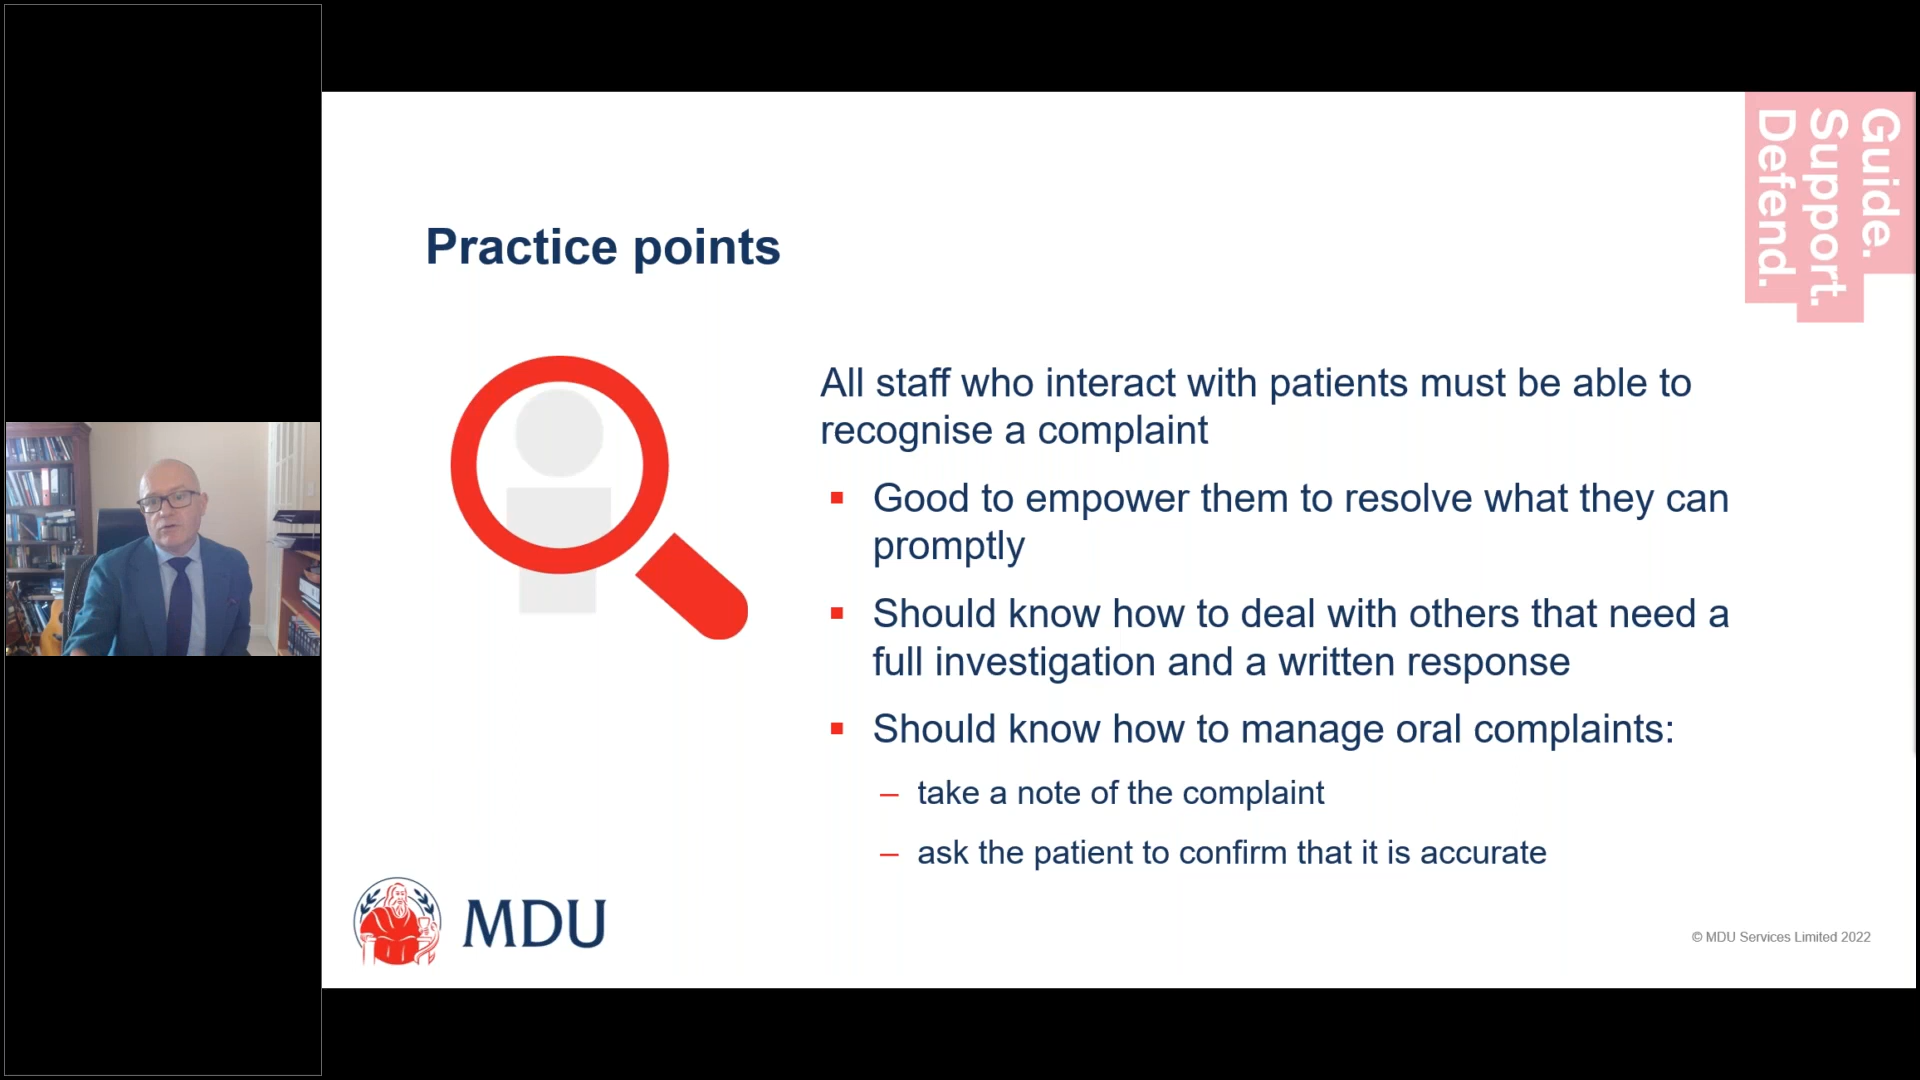 Guide.
Support.
Defend.
Practice points
All staff who interact with patients must be able to
recognise a complaint
Good to empower them to resolve what they can
promptly
Should know how to deal with others that need a
full investigation and a written response
Should know how to manage oral complaints:
– take a note of the complaint
– ask the patient to confirm that it is accurate
MDU
© MDU Services Limited 2022